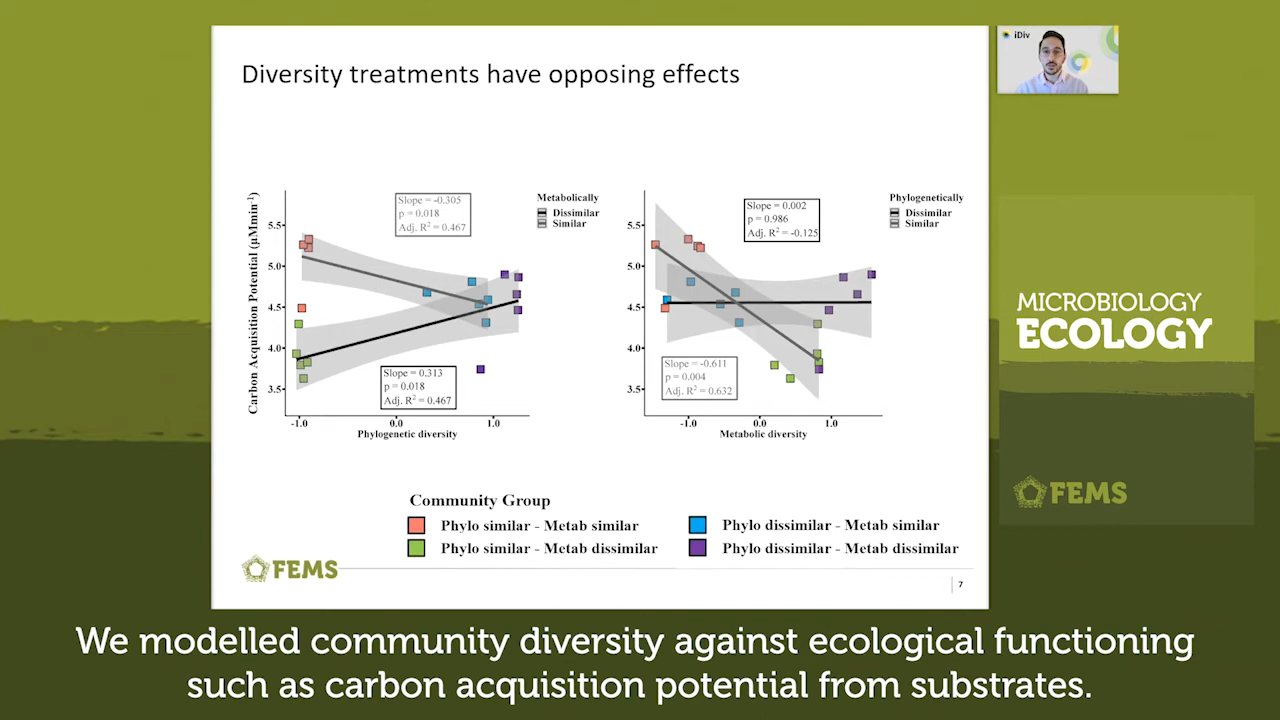 iDiv
Diversity treatments have opposing effects
Carbon Acquisition Potential (µMmin⁻¹)
5.5
5.0
4.5
4.0
3.5
Slope = -0.305
p = 0.018
Adj. R² = 0.467
Slope = 0.313
p = 0.018
Adj. R² = 0.467
-1.0 0.0 1.0
Phylogenetic diversity
Metabolically
Dissimilar
Similar
5.5
5.0
4.5
4.0
3.5
Slope = 0.002
p = 0.986
Adj. R² = -0.125
Slope = -0.611
p = 0.004
Adj. R² = 0.632
-1.0 0.0 1.0
Metabolic diversity
Phylogenetically
Dissimilar
Similar
Community Group
Phylo similar - Metab similar
Phylo dissimilar - Metab similar
Phylo similar - Metab dissimilar
Phylo dissimilar - Metab dissimilar
FEMS
7
MICROBIOLOGY
ECOLOGY
FEMS
We modelled community diversity against ecological functioning
such as carbon acquisition potential from substrates.